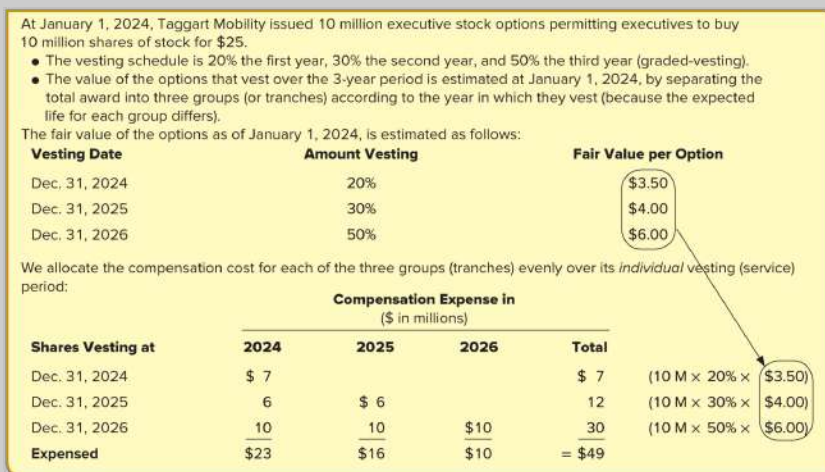 At January 1, 2024, Taggart Mobility issued 10 million executive stock options permitting executives to buy
10 million shares of stock for $25.
• The vesting schedule is 20% the first year, 30% the second year, and 50% the third year (graded-vesting).
• The value of the options that vest over the 3-year period is estimated at January 1, 2024, by separating the
total award into three groups (or tranches) according to the year in which they vest (because the expected
life for each group differs).
The fair value of the options as of January 1, 2024, is estimated as follows:
Vesting Date Amount Vesting Fair Value per Option
Dec. 31, 2024 20% $3.50
Dec. 31, 2025 30% $4.00
Dec. 31, 2026 50% $6.00
We allocate the compensation cost for each of the three groups (tranches) evenly over its individual vesting (service)
period:
Compensation Expense in
($ in millions)
Shares Vesting at 2024 2025 2026 Total
Dec. 31, 2024 $ 7 $ 7 (10 M × 20% × $3.50)
Dec. 31, 2025 6 $ 6 12 (10 M × 30% × $4.00)
Dec. 31, 2026 10 10 $10 30 (10 M × 50% × $6.00)
Expensed $23 $16 $10 = $49